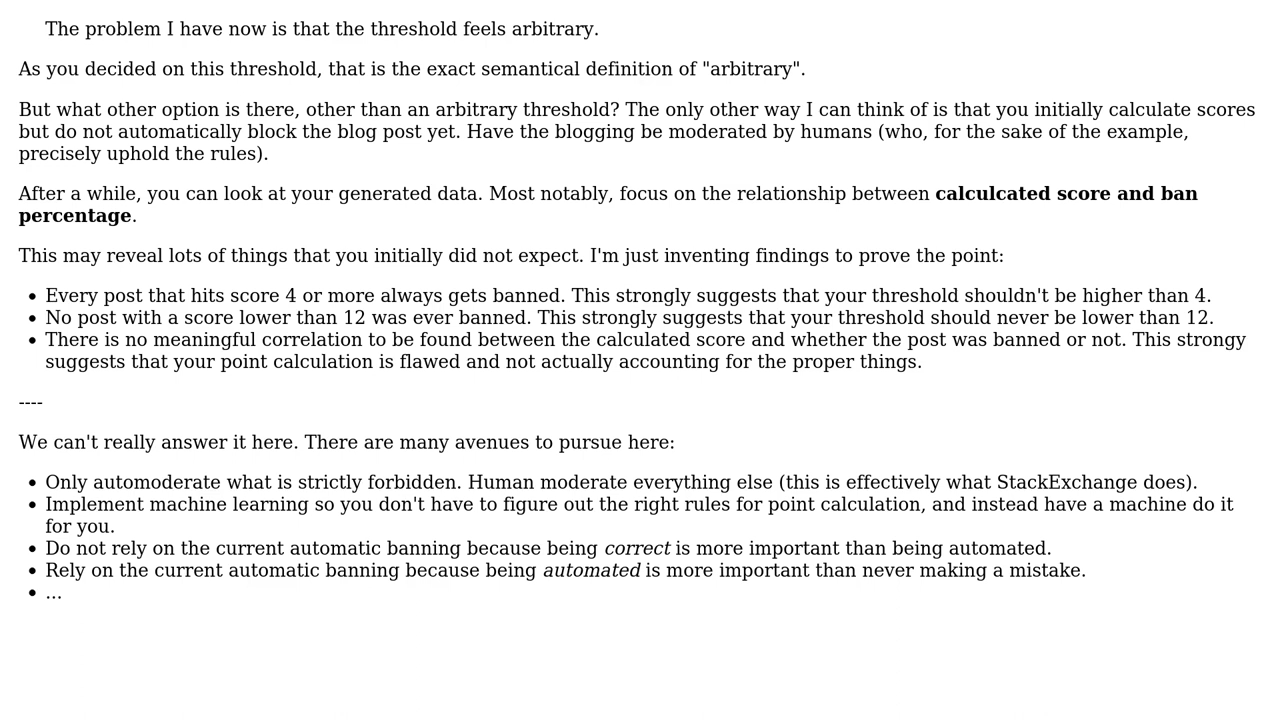 The problem I have now is that the threshold feels arbitrary.
As you decided on this threshold, that is the exact semantical definition of "arbitrary".
But what other option is there, other than an arbitrary threshold? The only other way I can think of is that you initially calculate scores
but do not automatically block the blog post yet. Have the blogging be moderated by humans (who, for the sake of the example,
precisely uphold the rules).
After a while, you can look at your generated data. Most notably, focus on the relationship between calculcated score and ban
percentage.
This may reveal lots of things that you initially did not expect. I'm just inventing findings to prove the point:
• Every post that hits score 4 or more always gets banned. This strongly suggests that your threshold shouldn't be higher than 4.
• No post with a score lower than 12 was ever banned. This strongly suggests that your threshold should never be lower than 12.
• There is no meaningful correlation to be found between the calculated score and whether the post was banned or not. This strongy
suggests that your point calculation is flawed and not actually accounting for the proper things.
----
We can't really answer it here. There are many avenues to pursue here:
• Only automoderate what is strictly forbidden. Human moderate everything else (this is effectively what StackExchange does).
• Implement machine learning so you don't have to figure out the right rules for point calculation, and instead have a machine do it
for you.
• Do not rely on the current automatic banning because being correct is more important than being automated.
• Rely on the current automatic banning because being automated is more important than never making a mistake.
• ...